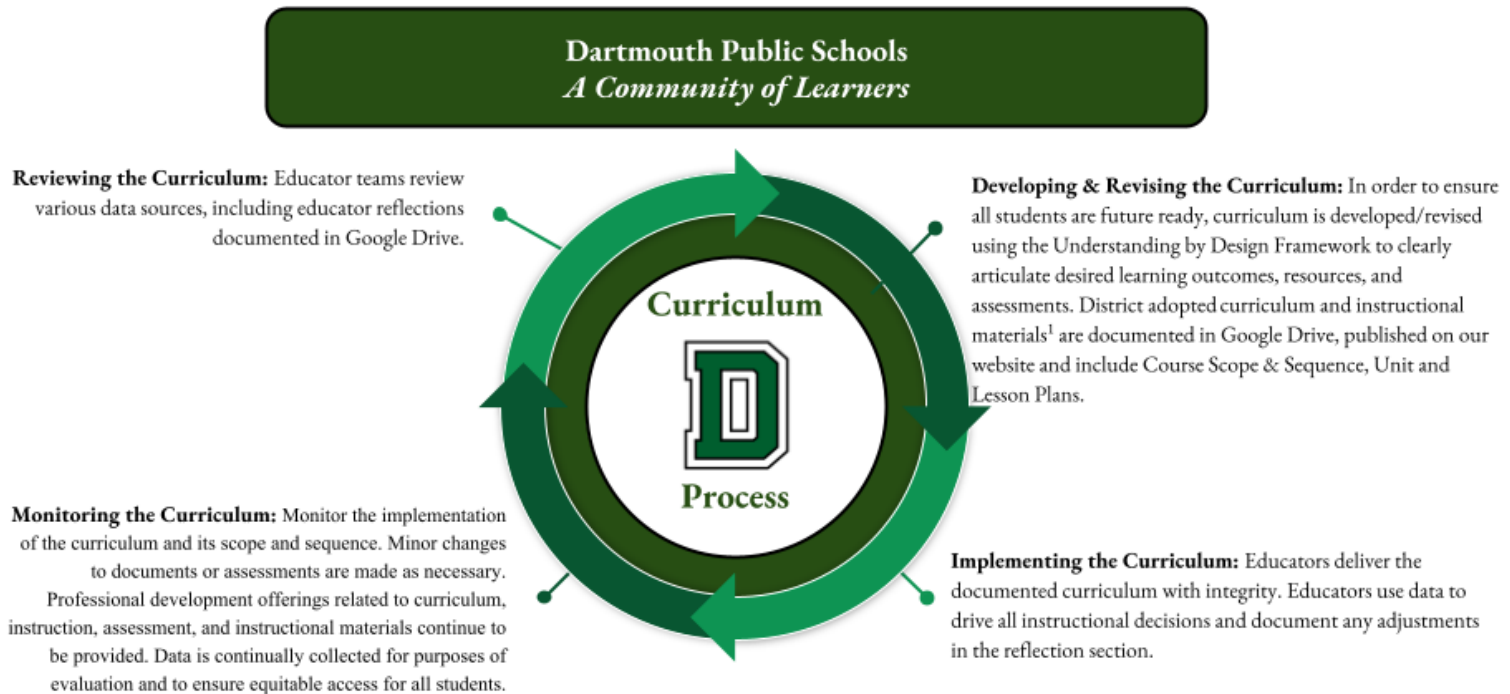 Dartmouth Public Schools
A Community of Learners
Reviewing the Curriculum: Educator teams review
various data sources, including educator reflections
documented in Google Drive.
Developing & Revising the Curriculum: In order to ensure
all students are future ready, curriculum is developed/revised
using the Understanding by Design Framework to clearly
articulate desired learning outcomes, resources, and
assessments. District adopted curriculum and instructional
materials¹ are documented in Google Drive, published on our
website and include Course Scope & Sequence, Unit and
Lesson Plans.
Curriculum
D
Process
Monitoring the Curriculum: Monitor the implementation
of the curriculum and its scope and sequence. Minor changes
to documents or assessments are made as necessary.
Professional development offerings related to curriculum,
instruction, assessment, and instructional materials continue to
be provided. Data is continually collected for purposes of
evaluation and to ensure equitable access for all students.
Implementing the Curriculum: Educators deliver the
documented curriculum with integrity. Educators use data to
drive all instructional decisions and document any adjustments
in the reflection section.